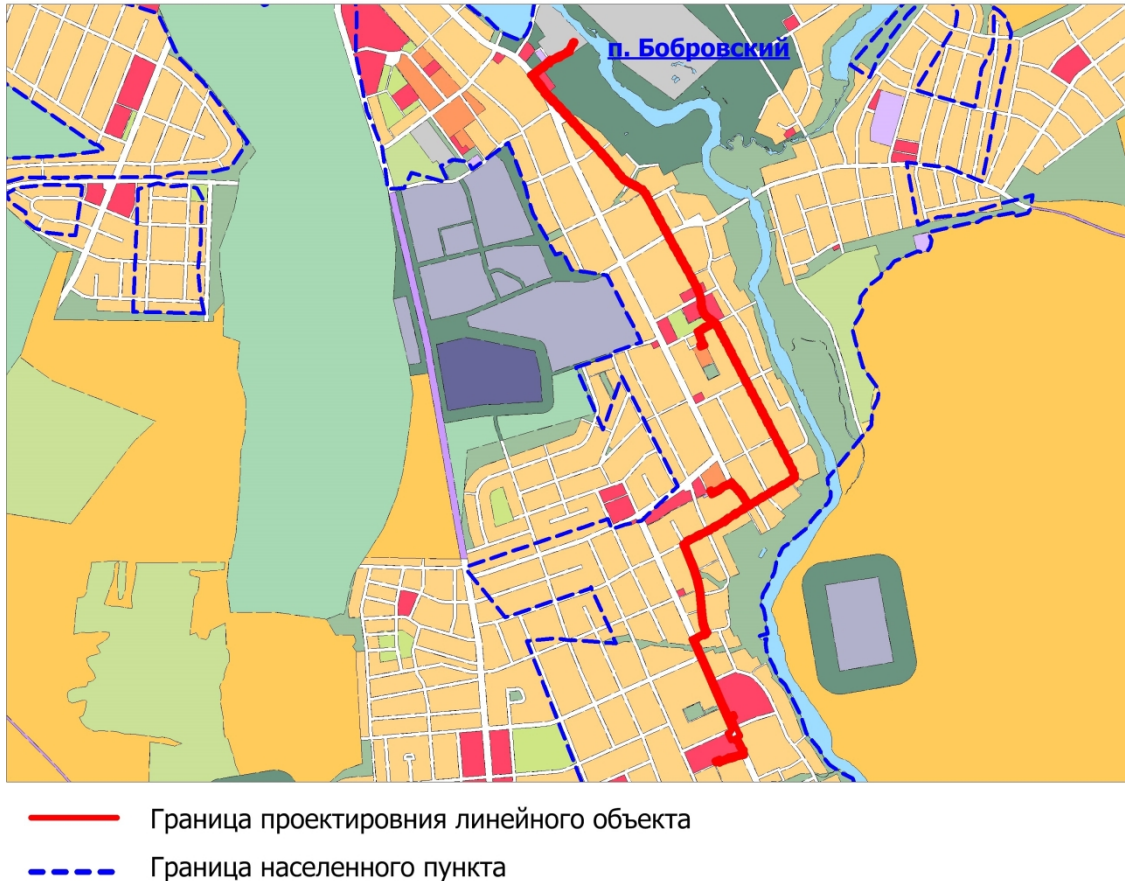 п. Бобровский
Граница проектировния линейного объекта
Граница населенного пункта